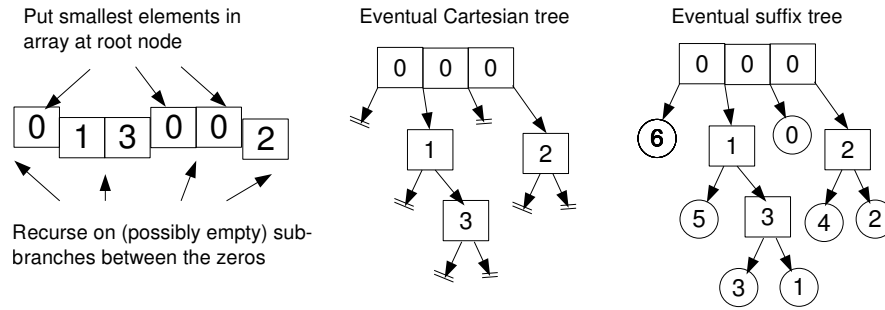 Put smallest elements in
array at root node
0 1 3 0 0 2
Recurse on (possibly empty) sub-
branches between the zeros
Eventual Cartesian tree
0 0 0
1 2
3
Eventual suffix tree
0 0 0
6 1 0 2
5 3 4 2
3 1